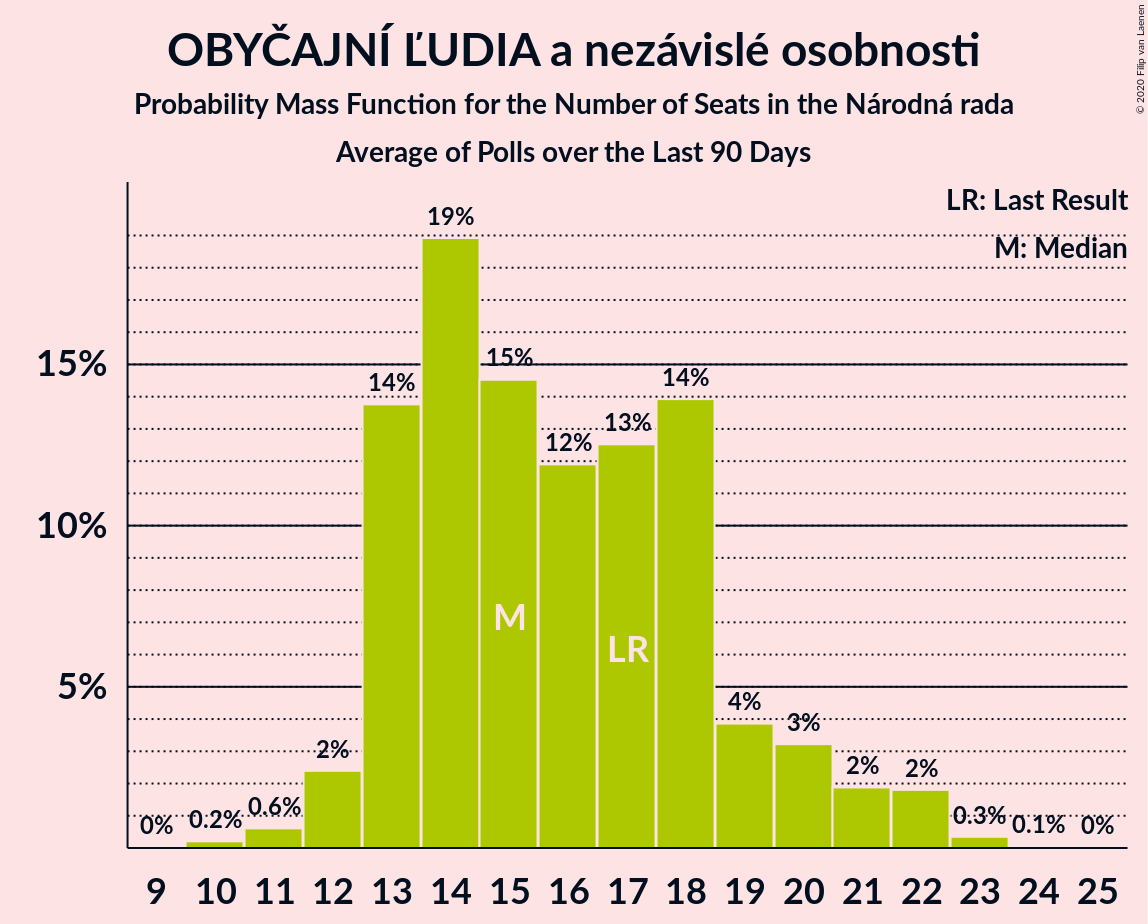 OBYČAJNÍ ĽUDIA a nezávislé osobnosti
Probability Mass Function for the Number of Seats in the Národná rada
Average of Polls over the Last 90 Days
© 2020 Filip van Laenen
LR: Last Result
M: Median
15%
10%
5%
0%
0.2%
0.6%
2%
14%
19%
15%
12%
13%
14%
4%
3%
2%
2%
0.3%
0.1%
0%
M
LR
9 10 11 12 13 14 15 16 17 18 19 20 21 22 23 24 25